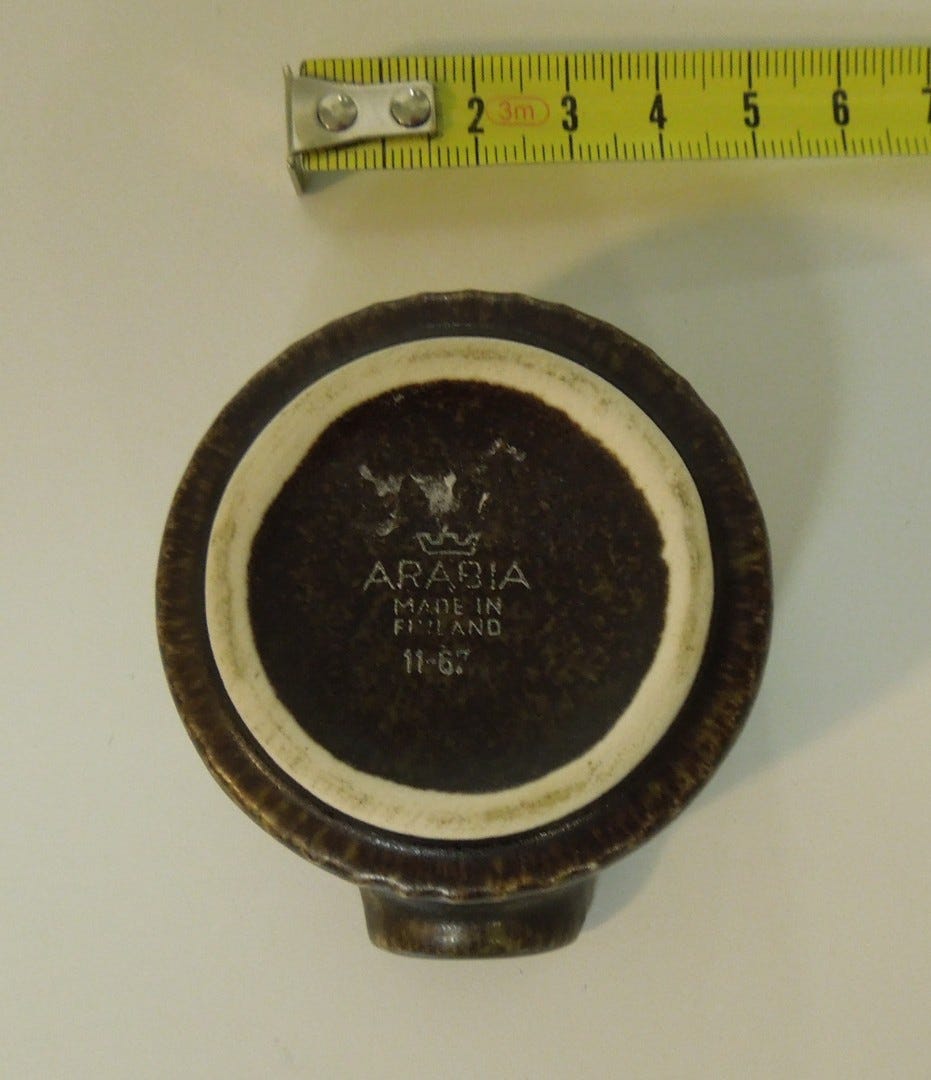 2 3m 3 4 5 6 7
ARABIA
MADE IN
FINLAND
11-67